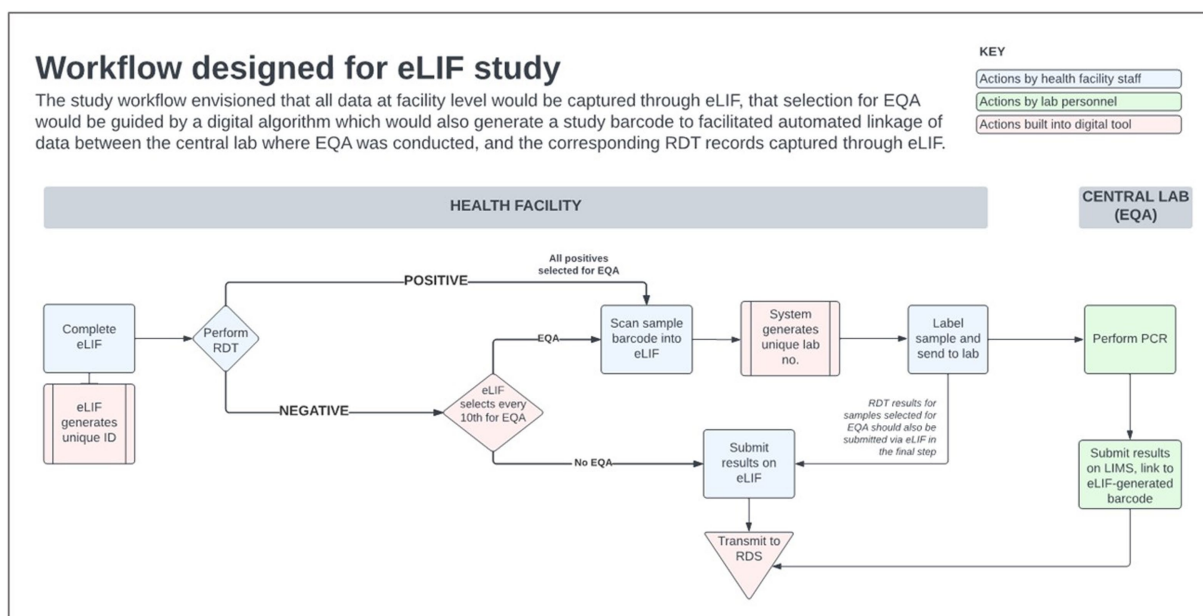 Workflow designed for eLIF study
The study workflow envisioned that all data at facility level would be captured through eLIF, that selection for EQA
would be guided by a digital algorithm which would also generate a study barcode to facilitated automated linkage of
data between the central lab where EQA was conducted, and the corresponding RDT records captured through eLIF.
KEY
Actions by health facility staff
Actions by lab personnel
Actions built into digital tool
HEALTH FACILITY
CENTRAL LAB
(EQA)
All positives
selected for EQA
POSITIVE
Complete
eLIF
Perform
RDT
EQA
Scan sample
barcode into
eLIF
System
generates
unique lab
no.
Label
sample and
send to lab
Perform PCR
eLIF
generates
unique ID
NEGATIVE
eLIF
selects every
10th for EQA
RDT results for
samples selected for
EQA should also be
submitted via eLIF in
the final step
No EQA
Submit
results on
eLIF
Submit results
on LIMS, link to
eLIF-generated
barcode
Transmit to
RDS